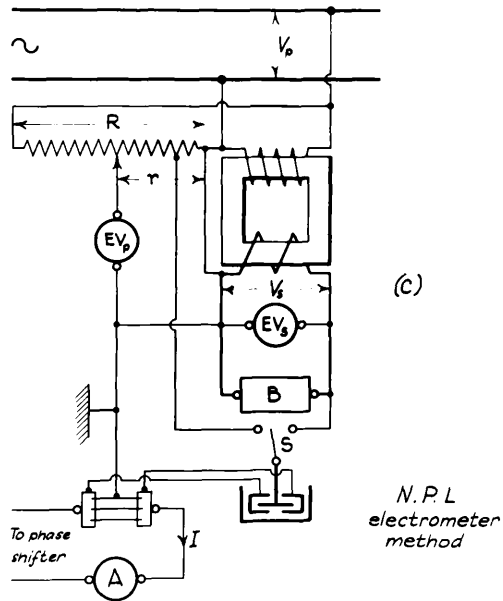 Vp
R
r
EVp
Vs
(C)
EVs
B
S
N.P.L
electrometer
method
To phase
shifter
I
A